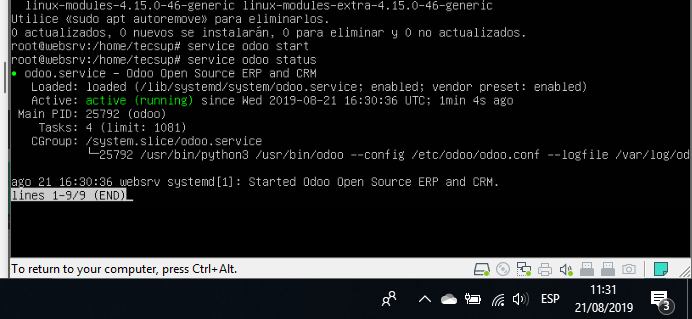 linux-modules-4.15.0-46-generic linux-modules-extra-4.15.0-46-generic
Utilice «sudo apt autoremove» para eliminarlos.
0 actualizados, 0 nuevos se instalarán, 0 para eliminar y 0 no actualizados.
root@websrv:/home/tecsup# service odoo start
root@websrv:/home/tecsup# service odoo status
● odoo.service - Odoo Open Source ERP and CRM
Loaded: loaded (/lib/systemd/system/odoo.service; enabled; vendor preset: enabled)
Active: active (running) since Wed 2019-08-21 16:30:36 UTC; 1min 4s ago
Main PID: 25792 (odoo)
Tasks: 4 (limit: 1081)
CGroup: /system.slice/odoo.service
└─25792 /usr/bin/python3 /usr/bin/odoo --config /etc/odoo/odoo.conf --logfile /var/log/od
ago 21 16:30:36 websrv systemd[1]: Started Odoo Open Source ERP and CRM.
lines 1-9/9 (END)
To return to your computer, press Ctrl+Alt.
ESP
11:31
21/08/2019
3